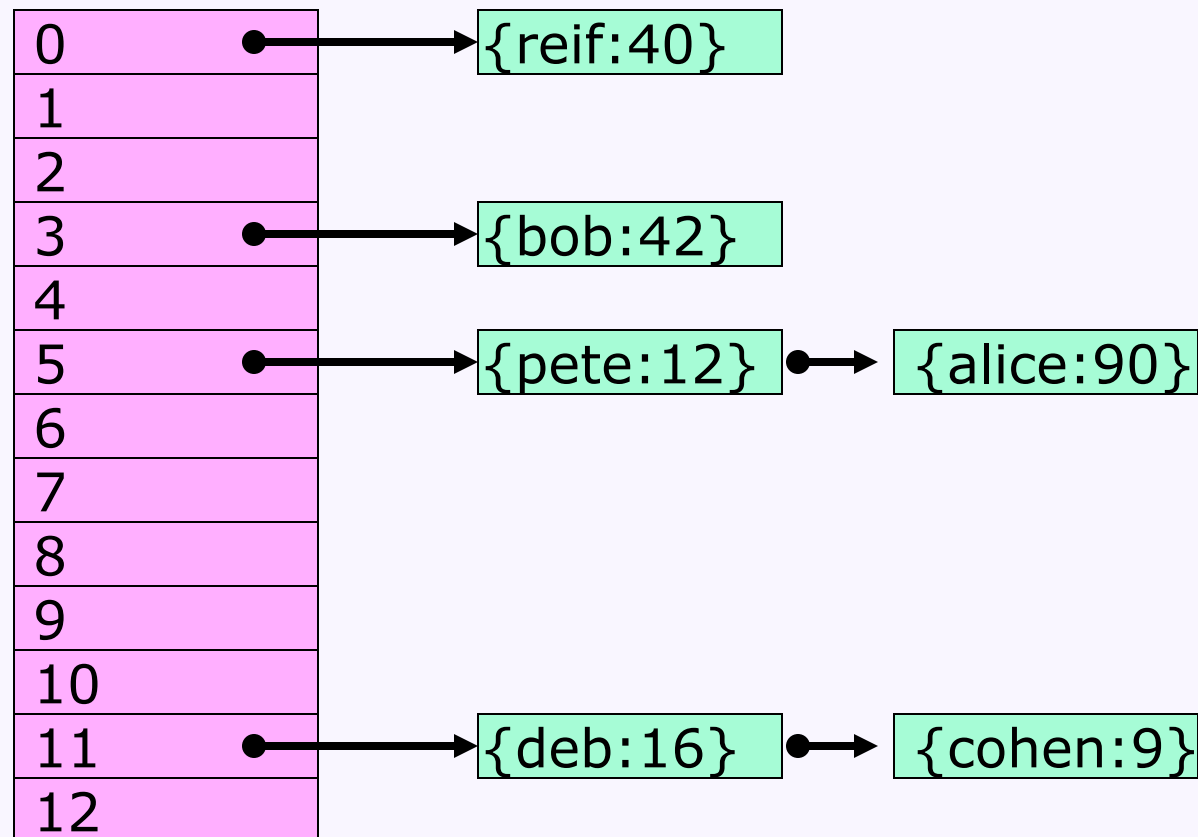 0 {reif:40}
1
2
3 {bob:42}
4
5 {pete:12} {alice:90}
6
7
8
9
10
11 {deb:16} {cohen:9}
12